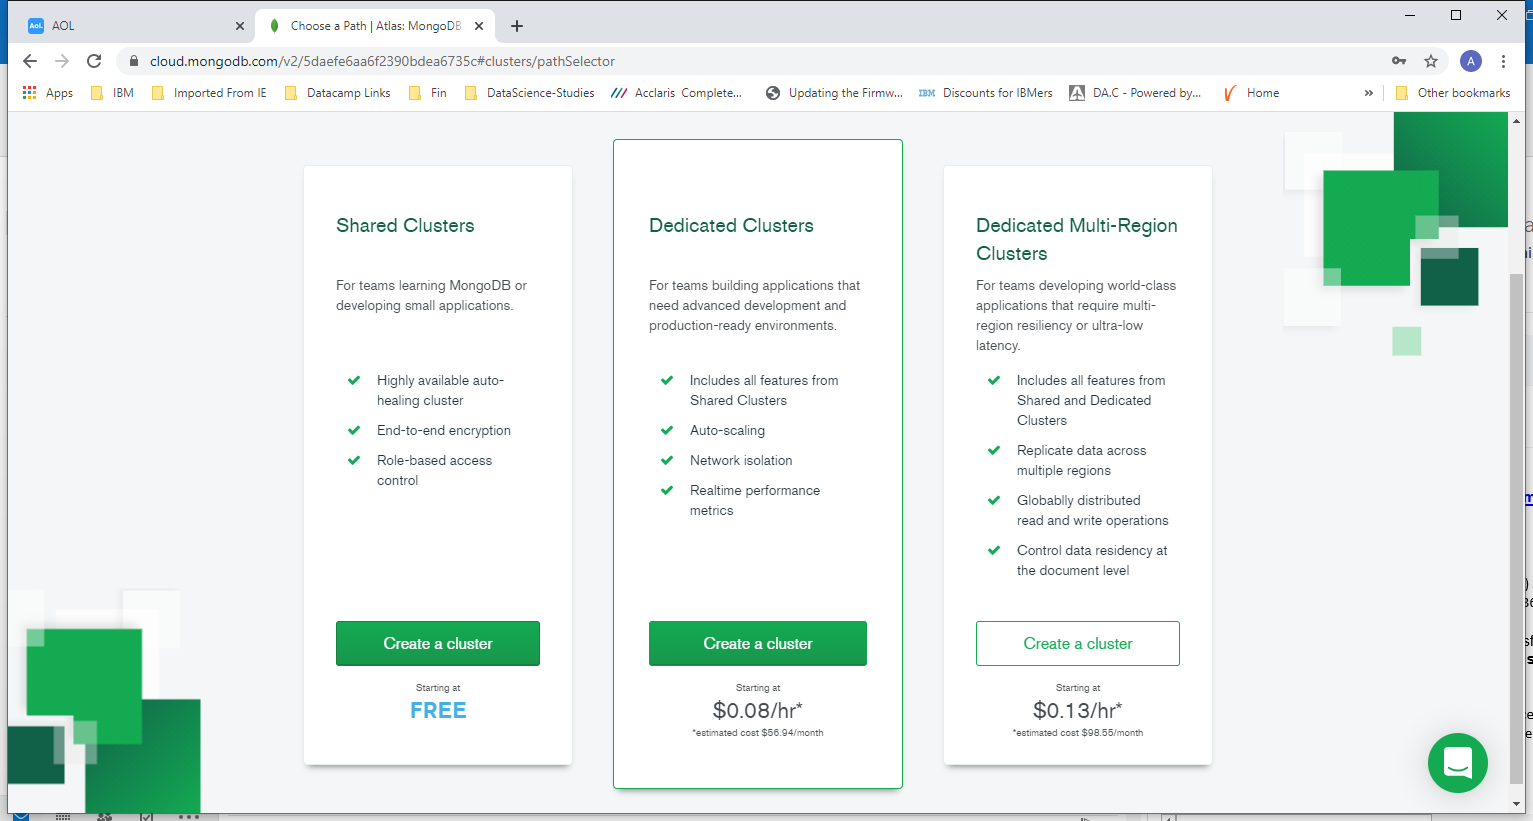 AOL
Choose a Path | Atlas: MongoDB
cloud.mongodb.com/v2/5daefe6aa6f2390bdea6735c#clusters/pathSelector
A
Apps
IBM
Imported From IE
Datacamp Links
Fin
DataScience-Studies
Acclaris Complete...
Updating the Firmw...
IBM
Discounts for IBMers
DA.C - Powered by...
Home
»
Other bookmarks
Shared Clusters
For teams learning MongoDB or
developing small applications.
Highly available auto-
healing cluster
End-to-end encryption
Role-based access
control
Create a cluster
Starting at
FREE
Dedicated Clusters
For teams building applications that
need advanced development and
production-ready environments.
Includes all features from
Shared Clusters
Auto-scaling
Network isolation
Realtime performance
metrics
Create a cluster
Starting at
$0.08/hr*
*estimated cost $56.94/month
Dedicated Multi-Region
Clusters
For teams developing world-class
applications that require multi-
region resiliency or ultra-low
latency.
Includes all features from
Shared and Dedicated
Clusters
Replicate data across
multiple regions
Globablly distributed
read and write operations
Control data residency at
the document level
Create a cluster
Starting at
$0.13/hr*
*estimated cost $98.55/month